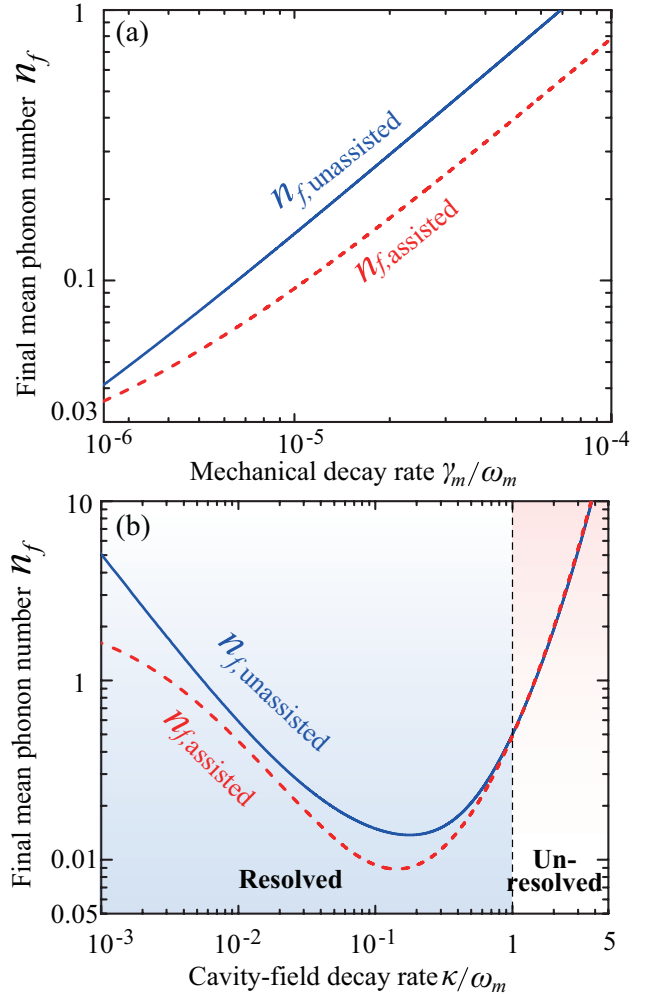 (a)
Final mean phonon number n_f
1
0.1
0.03
n_f,unassisted
n_f,assisted
10^-6
10^-5
10^-4
Mechanical decay rate γ_m/ω_m
(b)
Final mean phonon number n_f
10
1
0.01
0.05
n_f,unassisted
n_f,assisted
Resolved
Un-
resolved
10^-3
10^-2
10^-1
1
5
Cavity-field decay rate κ/ω_m